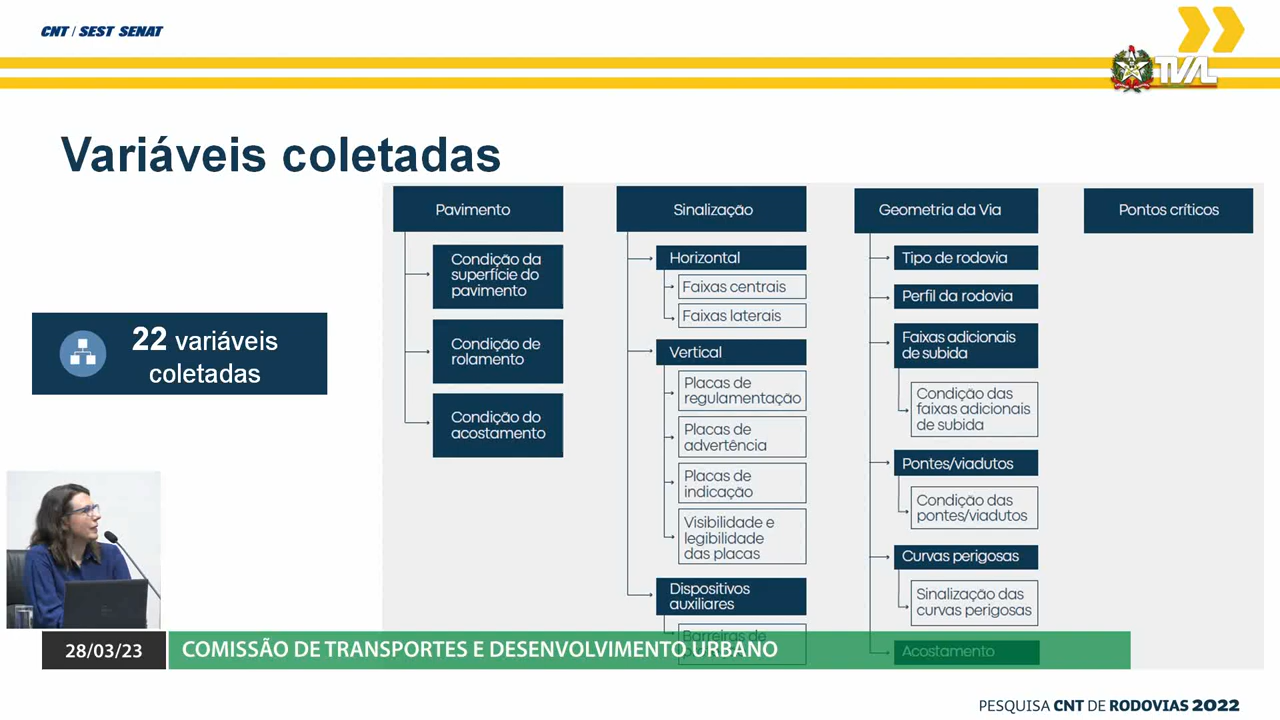 CNT / SEST SENAT
TVAL
Variáveis coletadas
22 variáveis
coletadas
Pavimento
Condição da
superfície do
pavimento
Condição de
rolamento
Condição do
acostamento
Sinalização
Horizontal
Faixas centrais
Faixas laterais
Vertical
Placas de
regulamentação
Placas de
advertência
Placas de
indicação
Visibilidade e
legibilidade
das placas
Dispositivos
auxiliares
Barreiras de
Geometria da Via
Tipo de rodovia
Perfil da rodovia
Faixas adicionais
de subida
Condição das
faixas adicionais
de subida
Pontes/viadutos
Condição das
pontes/viadutos
Curvas perigosas
Sinalização das
curvas perigosas
Acostamento
Pontos críticos
28/03/23
COMISSÃO DE TRANSPORTES E DESENVOLVIMENTO URBANO
PESQUISA CNT DE RODOVIAS 2022